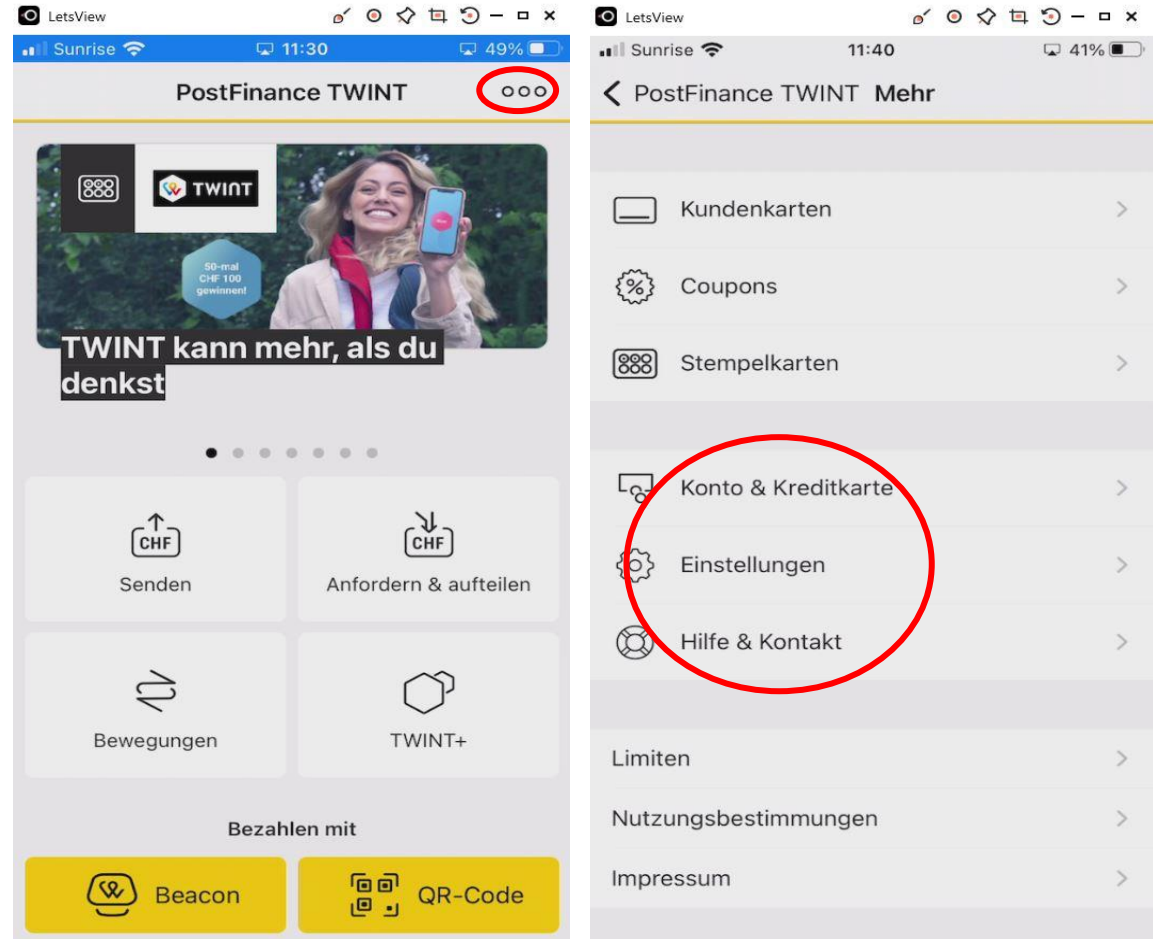 LetsView
Sunrise 11:30 49%
PostFinance TWINT
TWINT
50-mal
CHF 100
gewinnen!
TWINT kann mehr, als du
denkst
CHF
Senden
CHF
Anfordern & aufteilen
Bewegungen
TWINT+
Bezahlen mit
Beacon
QR-Code
LetsView
Sunrise 11:40 41%
PostFinance TWINT Mehr
Kundenkarten
% Coupons
Stempelkarten
Konto & Kreditkarte
Einstellungen
Hilfe & Kontakt
Limiten
Nutzungsbestimmungen
Impressum